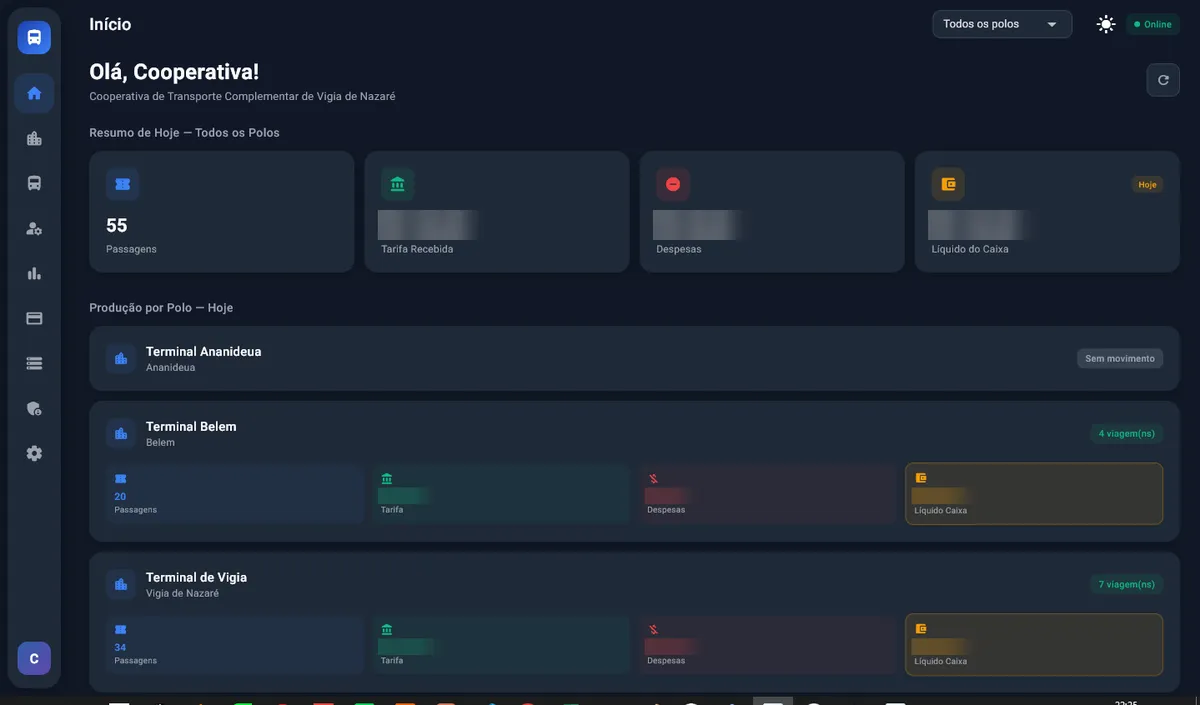 Início
Todos os polos
Online
Olá, Cooperativa!
Cooperativa de Transporte Complementar de Vigia de Nazaré
Resumo de Hoje — Todos os Polos
55
Passagens
Tarifa Recebida
Despesas
Hoje
Líquido do Caixa
Produção por Polo — Hoje
Terminal Ananideua
Ananideua
Sem movimento
Terminal Belem
Belem
4 viagem(ns)
20
Passagens
Tarifa
Despesas
Líquido Caixa
Terminal de Vigia
Vigia de Nazaré
7 viagem(ns)
34
Passagens
Tarifa
Despesas
Líquido Caixa
C